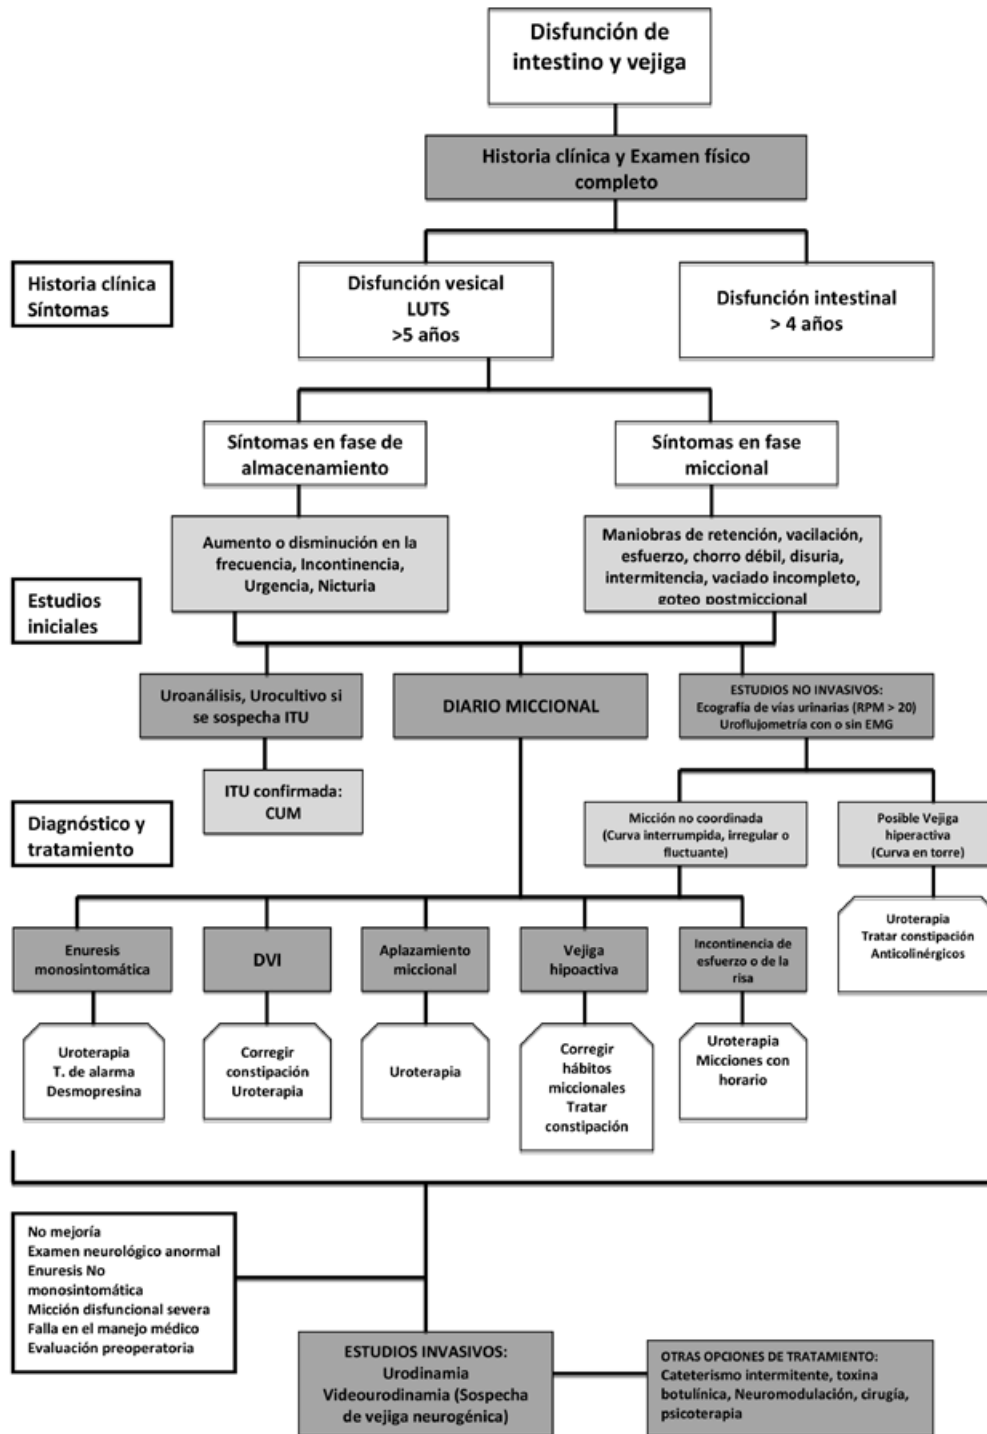 Disfunción de
intestino y vejiga
Historia clínica y Examen físico
completo
Historia clínica
Síntomas
Disfunción vesical
LUTS
>5 años
Disfunción intestinal
> 4 años
Síntomas en fase de
almacenamiento
Síntomas en fase
miccional
Aumento o disminución en la
frecuencia, Incontinencia,
Urgencia, Nicturia
Maniobras de retención, vacilación,
esfuerzo, chorro débil, disuria,
intermitencia, vaciado incompleto,
goteo postmiccional
Estudios
iniciales
Uroanálisis, Urocultivo si
se sospecha ITU
DIARIO MICCIONAL
ESTUDIOS NO INVASIVOS:
Ecografía de vías urinarias (RPM > 20)
Uroflujometría con o sin EMG
ITU confirmada:
CUM
Diagnóstico y
tratamiento
Micción no coordinada
(Curva interrumpida, irregular o
fluctuante)
Posible Vejiga
hiperactiva
(Curva en torre)
Uroterapia
Tratar constipación
Anticolinérgicos
Enuresis
monosintomática
DVI
Aplazamiento
miccional
Vejiga
hipoactiva
Incontinencia de
esfuerzo o de la
risa
Uroterapia
T. de alarma
Desmopresina
Corregir
constipación
Uroterapia
Uroterapia
Corregir
hábitos
miccionales
Tratar
constipación
Uroterapia
Micciones con
horario
No mejoría
Examen neurológico anormal
Enuresis No
monosintomática
Micción disfuncional severa
Falla en el manejo médico
Evaluación preoperatoria
ESTUDIOS INVASIVOS:
Urodinamia
Videourodinamia (Sospecha
de vejiga neurogénica)
OTRAS OPCIONES DE TRATAMIENTO:
Cateterismo intermitente, toxina
botulínica, Neuromodulación, cirugía,
psicoterapia